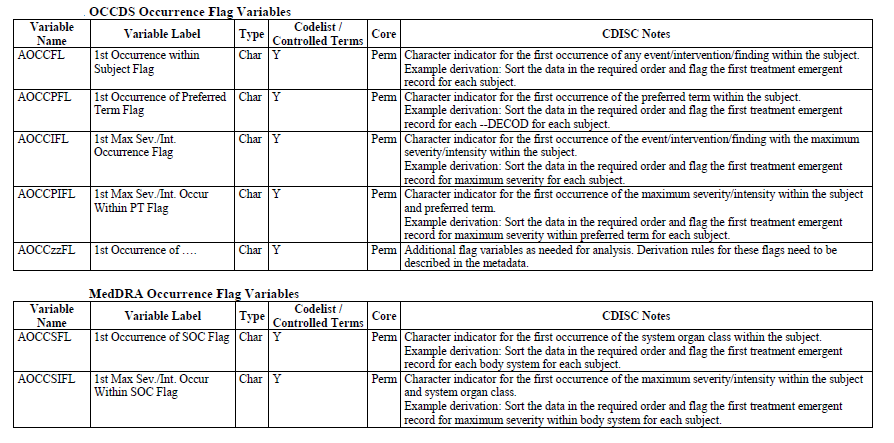 OCCDS Occurrence Flag Variables
Variable Name | Variable Label | Type | Codelist / Controlled Terms | Core | CDISC Notes
AOCCFL | 1st Occurrence within Subject Flag | Char | Y | Perm | Character indicator for the first occurrence of any event/intervention/finding within the subject.
Example derivation: Sort the data in the required order and flag the first treatment emergent record for each subject.
AOCCPFL | 1st Occurrence of Preferred Term Flag | Char | Y | Perm | Character indicator for the first occurrence of the preferred term within the subject.
Example derivation: Sort the data in the required order and flag the first treatment emergent record for each --DECOD for each subject.
AOCCIFL | 1st Max Sev./Int. Occurrence Flag | Char | Y | Perm | Character indicator for the first occurrence of the event/intervention/finding with the maximum severity/intensity within the subject.
Example derivation: Sort the data in the required order and flag the first treatment emergent record for maximum severity for each subject.
AOCCPIFL | 1st Max Sev./Int. Occur Within PT Flag | Char | Y | Perm | Character indicator for the first occurrence of the maximum severity/intensity within the subject and preferred term.
Example derivation: Sort the data in the required order and flag the first treatment emergent record for maximum severity within preferred term for each subject.
AOCCzzFL | 1st Occurrence of …. | Char | Y | Perm | Additional flag variables as needed for analysis. Derivation rules for these flags need to be described in the metadata.
MedDRA Occurrence Flag Variables
Variable Name | Variable Label | Type | Codelist / Controlled Terms | Core | CDISC Notes
AOCCSFL | 1st Occurrence of SOC Flag | Char | Y | Perm | Character indicator for the first occurrence of the system organ class within the subject.
Example derivation: Sort the data in the required order and flag the first treatment emergent record for each body system for each subject.
AOCCSIFL | 1st Max Sev./Int. Occur Within SOC Flag | Char | Y | Perm | Character indicator for the first occurrence of the maximum severity/intensity within the subject and system organ class.
Example derivation: Sort the data in the required order and flag the first treatment emergent record for maximum severity within body system for each subject.